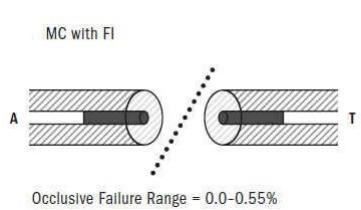 MC with FI
A T
Occlusive Failure Range = 0.0–0.55%